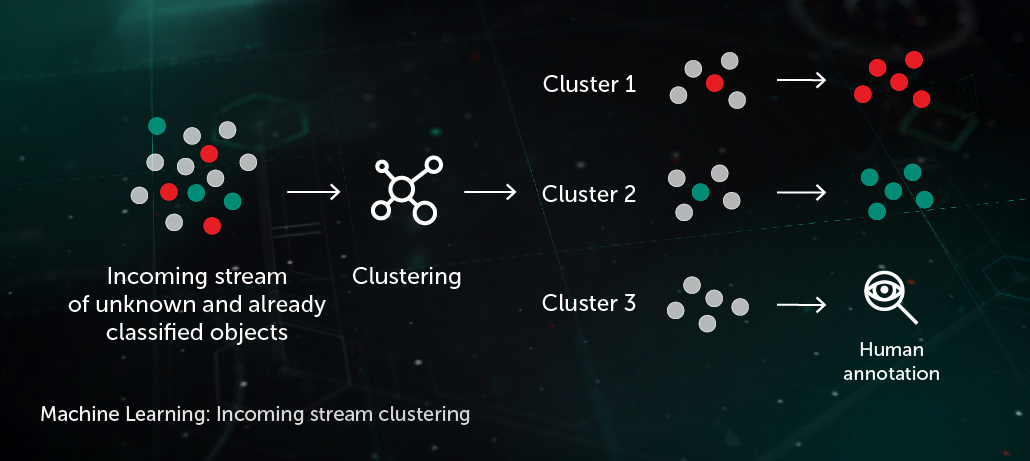 Cluster 1
Cluster 2
Incoming stream
of unknown and already
classified objects
Clustering
Cluster 3
Human
annotation
Machine Learning: Incoming stream clustering